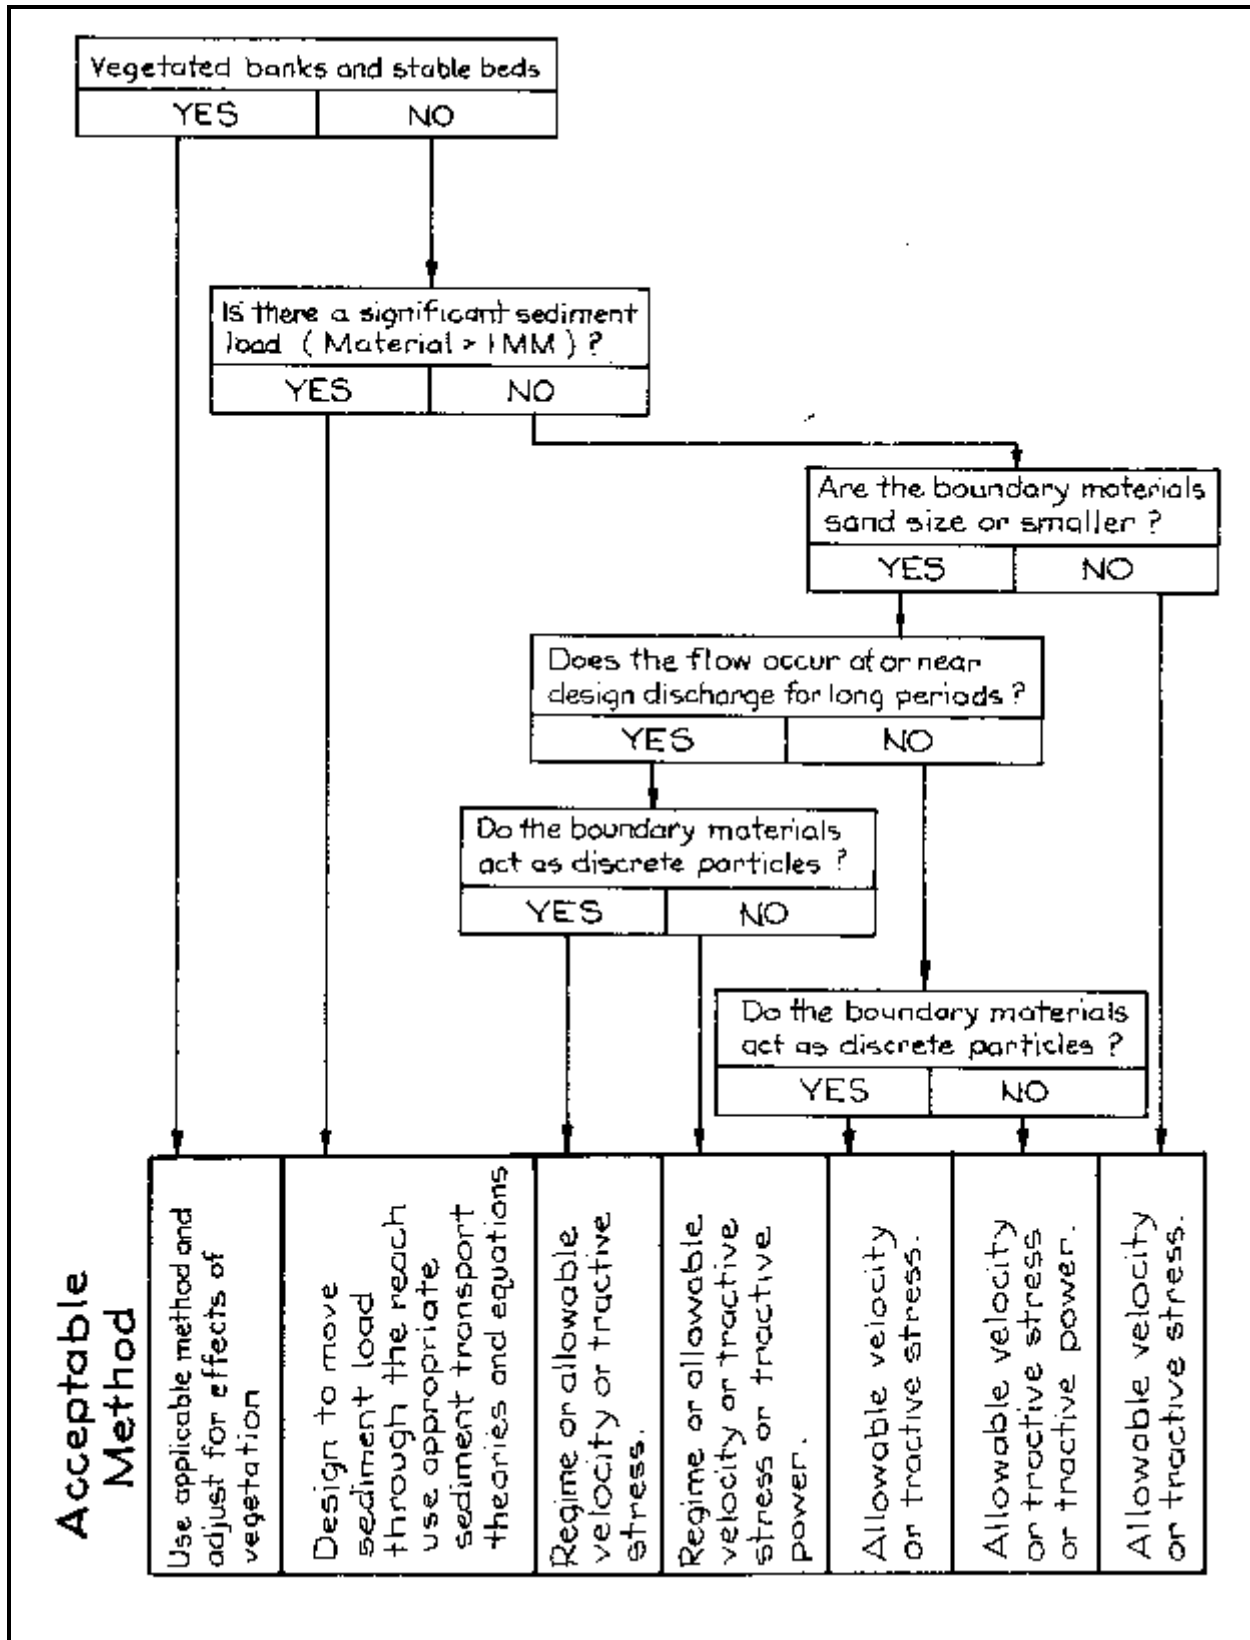 Vegetated banks and stable beds
YES
NO
Is there a significant sediment
load ( Material > 1MM ) ?
YES
NO
Are the boundary materials
sand size or smaller ?
YES
NO
Does the flow occur at or near
design discharge for long periods ?
YES
NO
Do the boundary materials
act as discrete particles ?
YES
NO
Do the boundary materials
act as discrete particles ?
YES
NO
Acceptable
Method
Use applicable method and
adjust for effects of
vegetation
Design to move
sediment load
through the reach
use appropriate
sediment transport
theories and equations
Regime or allowable
velocity or tractive
stress.
Regime or allowable
velocity or tractive
stress or tractive
power.
Allowable velocity
or tractive stress.
Allowable velocity
or tractive stress
or tractive power.
Allowable velocity
or tractive stress.